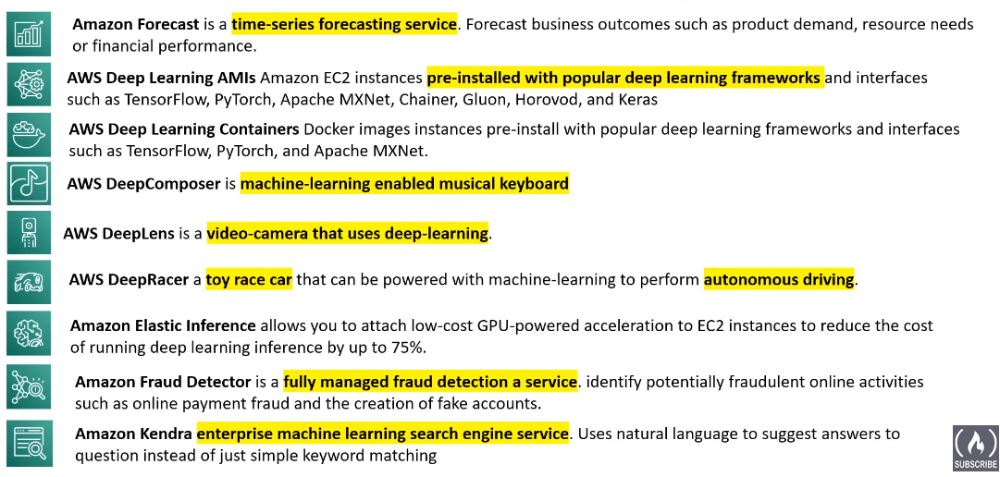 Amazon Forecast is a time-series forecasting service. Forecast business outcomes such as product demand, resource needs
or financial performance.
AWS Deep Learning AMIs Amazon EC2 instances pre-installed with popular deep learning frameworks and interfaces
such as TensorFlow, PyTorch, Apache MXNet, Chainer, Gluon, Horovod, and Keras
AWS Deep Learning Containers Docker images instances pre-install with popular deep learning frameworks and interfaces
such as TensorFlow, PyTorch, and Apache MXNet.
AWS DeepComposer is machine-learning enabled musical keyboard
AWS DeepLens is a video-camera that uses deep-learning.
AWS DeepRacer a toy race car that can be powered with machine-learning to perform autonomous driving.
Amazon Elastic Inference allows you to attach low-cost GPU-powered acceleration to EC2 instances to reduce the cost
of running deep learning inference by up to 75%.
Amazon Fraud Detector is a fully managed fraud detection a service. identify potentially fraudulent online activities
such as online payment fraud and the creation of fake accounts.
Amazon Kendra enterprise machine learning search engine service. Uses natural language to suggest answers to
question instead of just simple keyword matching
SUBSCRIBE